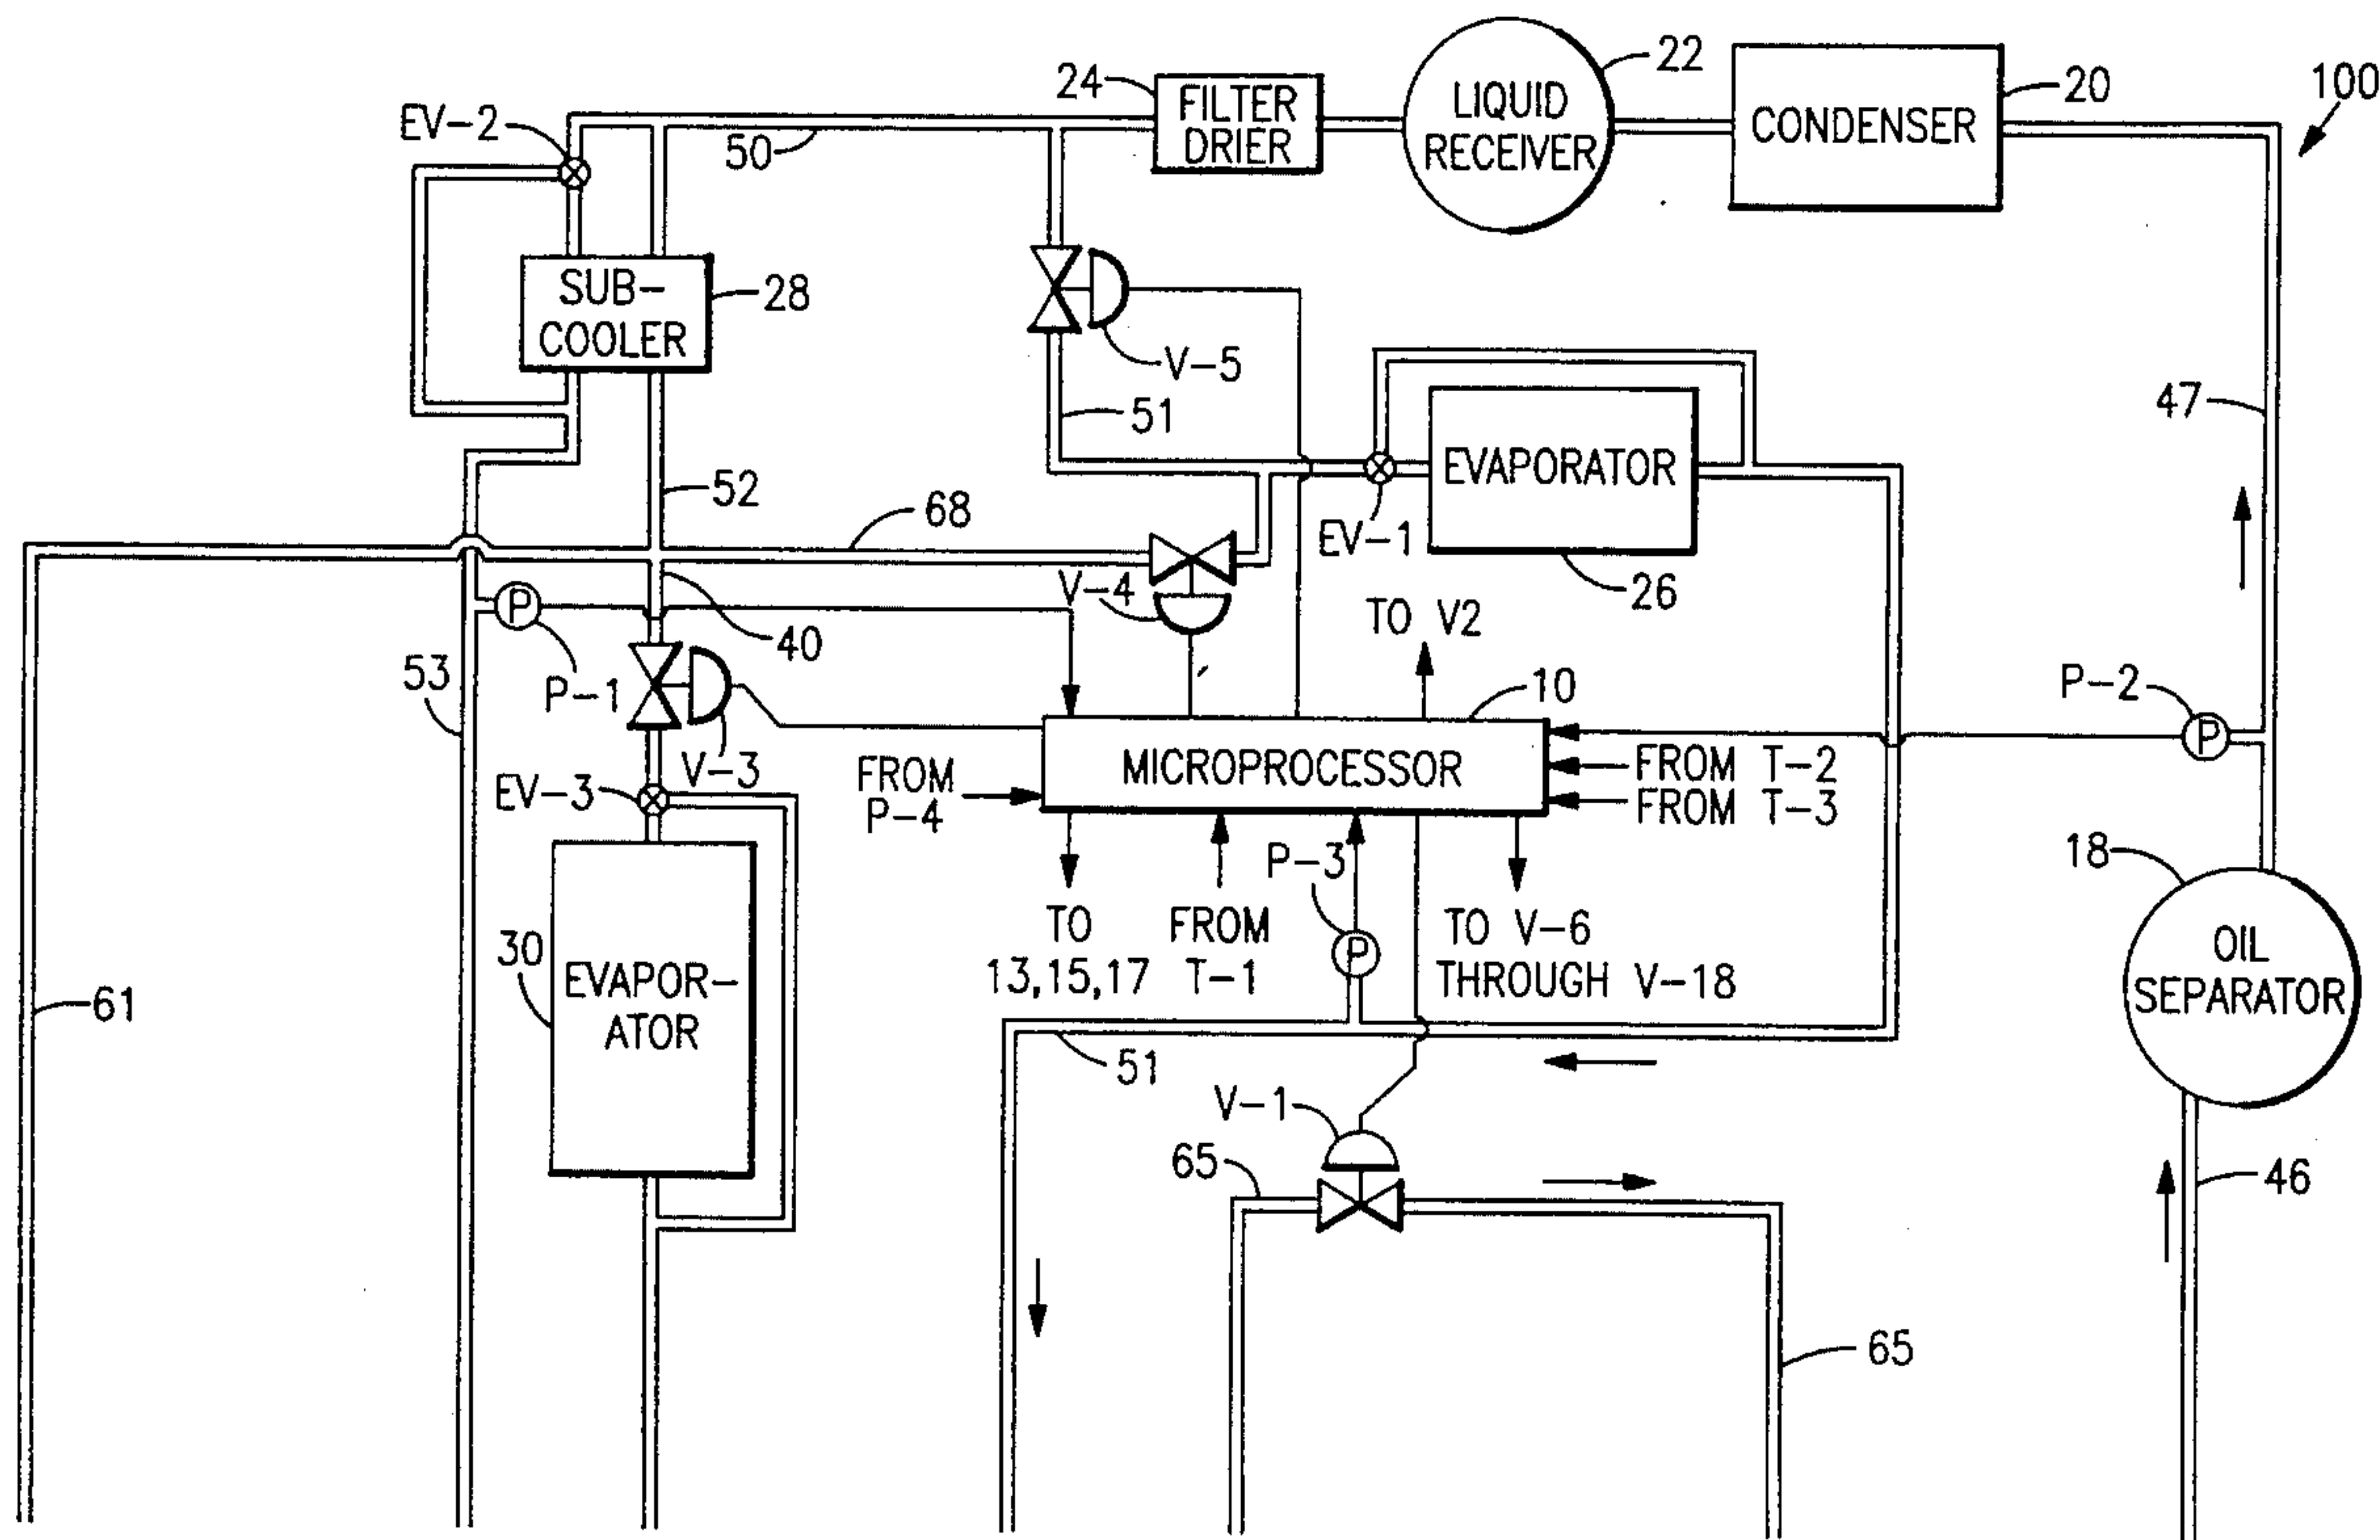 22
24
20
100
EV-2
FILTER
DRIER
LIQUID
RECEIVER
CONDENSER
50
SUB-
COOLER
28
V-5
51
47
EVAPORATOR
52
68
EV-1
V-4
26
P
TO V2
40
53
P-1
10
P-2
P
V-3
MICROPROCESSOR
FROM
P-4
FROM T-2
FROM T-3
EV-3
P-3
18
TO
13,15,17
FROM
T-1
TO V-6
THROUGH V-18
P
30
EVAPOR-
ATOR
OIL
SEPARATOR
61
51
V-1
65
46
65